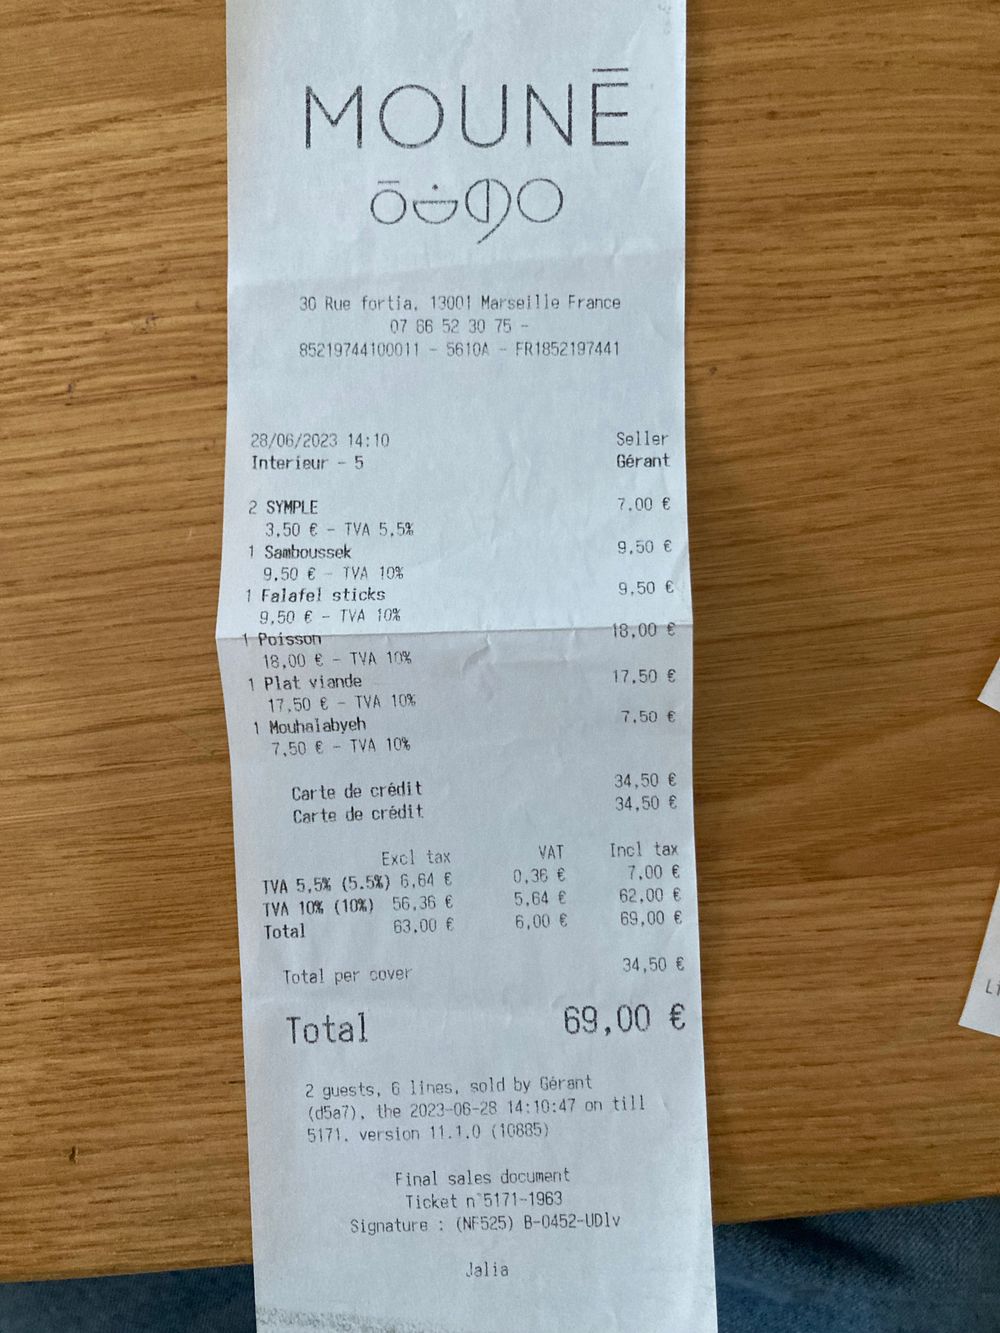 MOUNĒ
30 Rue fortia, 13001 Marseille France
07 66 52 30 75 -
85219744100011 - 5610A - FR1852197441
28/06/2023 14:10 Seller
Interieur - 5 Gérant
2 SYMPLE 7,00 €
3,50 € - TVA 5,5%
1 Samboussek 9,50 €
9,50 € - TVA 10%
1 Falafel sticks 9,50 €
9,50 € - TVA 10%
1 Poisson 18,00 €
18,00 € - TVA 10%
1 Plat viande 17,50 €
17,50 € - TVA 10%
1 Mouhalabyeh 7,50 €
7,50 € - TVA 10%
Carte de crédit 34,50 €
Carte de crédit 34,50 €
Excl tax VAT Incl tax
TVA 5,5% (5.5%) 6,64 € 0,36 € 7,00 €
TVA 10% (10%) 56,36 € 5,64 € 62,00 €
Total 63,00 € 6,00 € 69,00 €
Total per cover 34,50 €
Total 69,00 €
2 guests, 6 lines, sold by Gérant
(d5a7), the 2023-06-28 14:10:47 on till
5171, version 11.1.0 (10885)
Final sales document
Ticket n°5171-1963
Signature : (NF525) B-0452-UDlv
Jalia